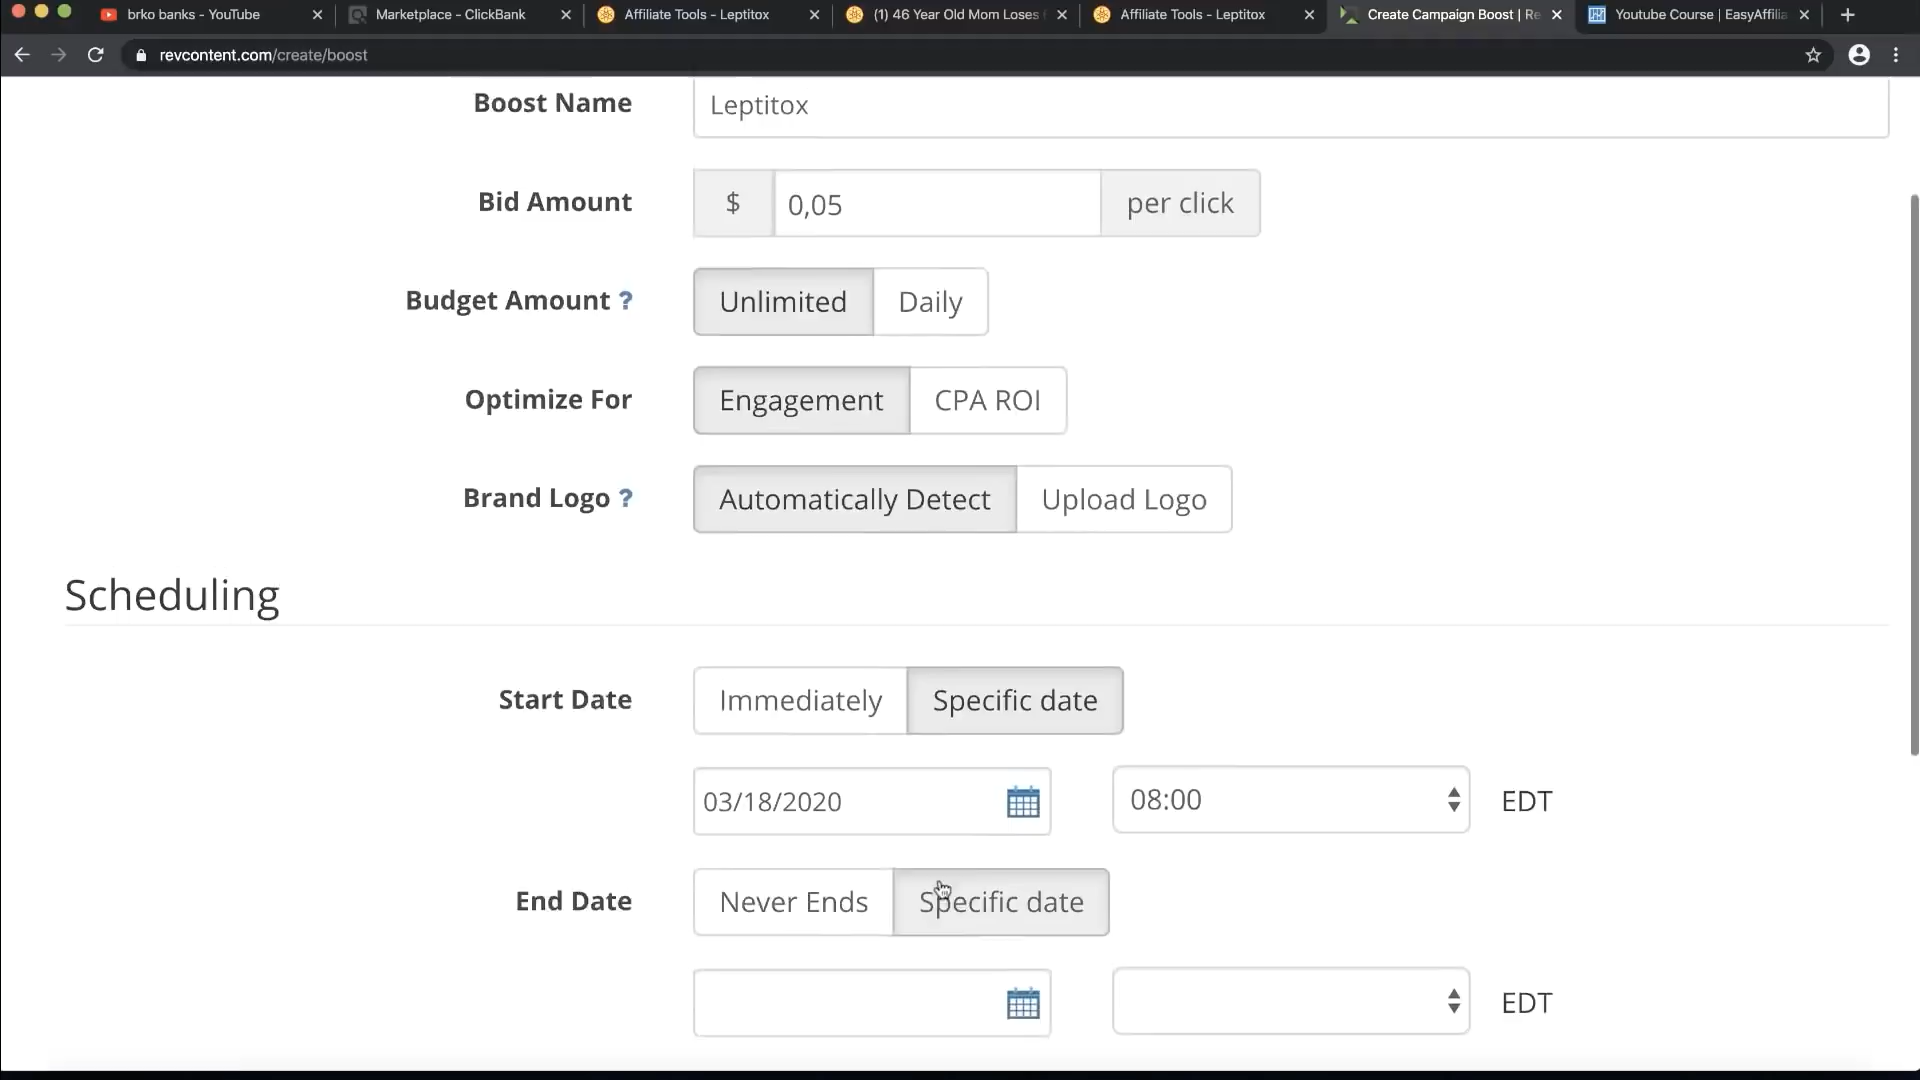 brko banks - YouTube
Marketplace - ClickBank
Affiliate Tools - Leptitox
(1) 46 Year Old Mom Loses
Affiliate Tools - Leptitox
Create Campaign Boost | Re
Youtube Course | EasyAffilia
revcontent.com/create/boost
Boost Name
Leptitox
Bid Amount
$ 0,05 per click
Budget Amount ?
Unlimited Daily
Optimize For
Engagement CPA ROI
Brand Logo ?
Automatically Detect Upload Logo
Scheduling
Start Date
Immediately Specific date
03/18/2020 08:00 EDT
End Date
Never Ends Specific date
EDT